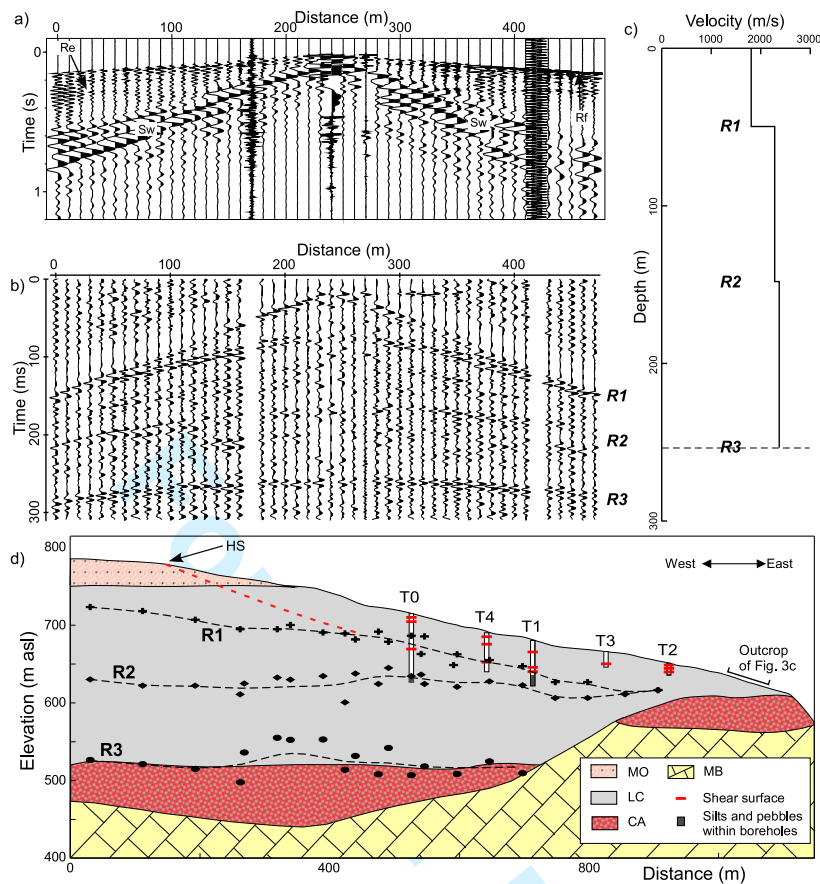 a)
Distance (m)
0 100 200 300 400
Time (s)
0
1
Re
Sw
Sw
Rf
b)
Distance (m)
0 100 200 310 400
Time (ms)
0
100
200
300
R1
R2
R3
c)
Velocity (m/s)
0 1000 2000 3000
Depth (m)
0
100
200
300
R1
R2
R3
d)
Elevation (m asl)
800
700
600
500
400
HS
West East
T0
T4
T1
T3
T2
Outcrop
of Fig. 3c
R1
R2
R3
MO
MB
LC
Shear surface
CA
Silts and pebbles
within boreholes
0 400 800 Distance (m)